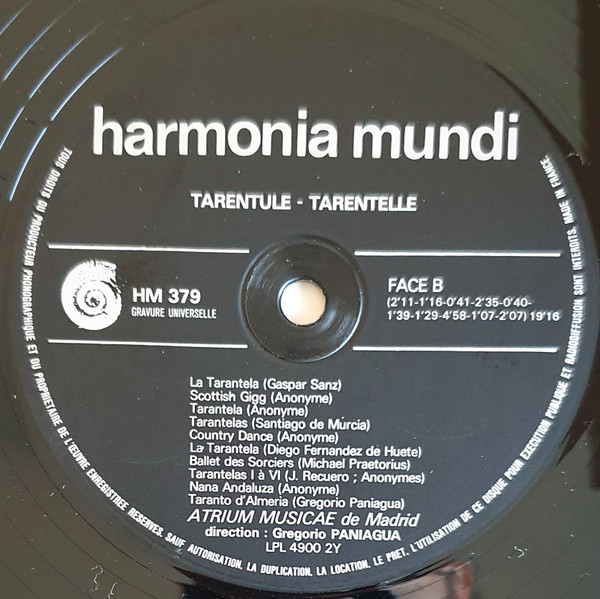 harmonia mundi
TARENTULE - TARENTELLE
HM 379
GRAVURE UNIVERSELLE
FACE B
(2'11-1'16-0'41-2'35-0'40-
1'39-1'29-4'58-1'07-2'07) 19'16
La Tarantela (Gaspar Sanz)
Scottish Gigg (Anonyme)
Tarantela (Anonyme)
Tarantelas (Santiago de Murcia)
Country Dance (Anonyme)
La Tarantela (Diego Fernandez de Huete)
Ballet des Sorciers (Michael Praetorius)
Tarantelas I à VI (J. Recuero ; Anonymes)
Nana Andaluza (Anonyme)
Taranto d'Almeria (Gregorio Paniagua)
ATRIUM MUSICAE de Madrid
direction : Gregorio PANIAGUA
LPL 4900 2Y
TOUS DROITS DU PRODUCTEUR PHONOGRAPHIQUE ET DU PROPRIETAIRE DE L'ŒUVRE ENREGISTREE RESERVES. SAUF AUTORISATION, LA DUPLICATION, LA LOCATION, LE PRET, L'UTILISATION DE CE DISQUE POUR EXECUTION PUBLIQUE ET RADIODIFFUSION SONT INTERDITS. MADE IN FRANCE